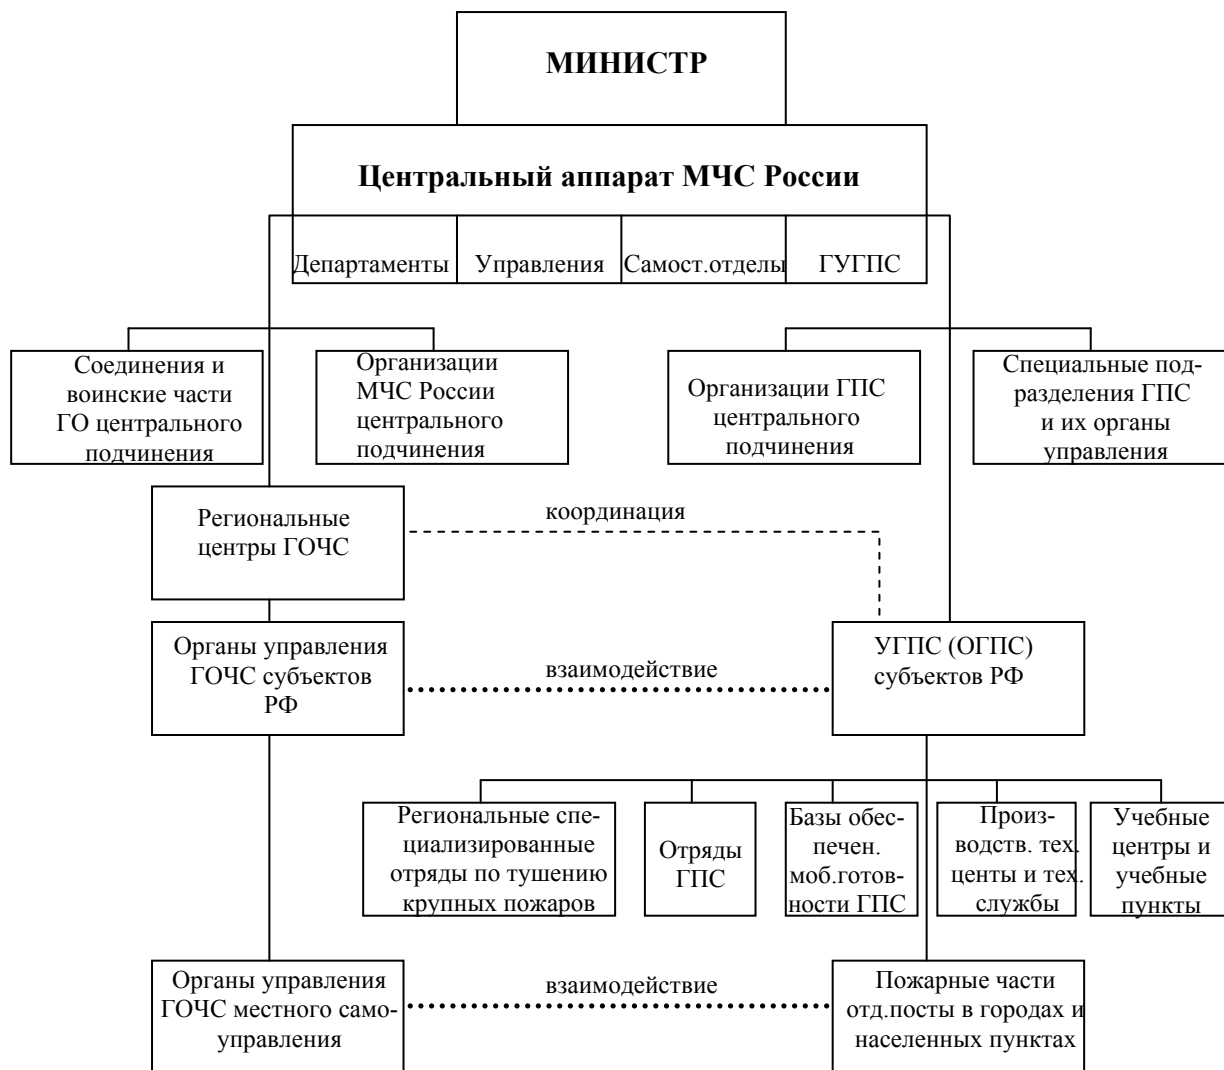 МИНИСТР
Центральный аппарат МЧС России
Департаменты
Управления
Самост.отделы
ГУГПС
Соединения и
воинские части
ГО центрального
подчинения
Организации
МЧС России
центрального
подчинения
Организации ГПС
центрального
подчинения
Специальные под-
разделения ГПС
и их органы
управления
Региональные
центры ГОЧС
координация
Органы управления
ГОЧС субъектов
РФ
взаимодействие
УГПС (ОГПС)
субъектов РФ
Региональные спе-
циализированные
отряды по тушению
крупных пожаров
Отряды
ГПС
Базы обес-
печен.
моб.готов-
ности ГПС
Произ-
водств. тех.
центы и тех.
службы
Учебные
центры и
учебные
пункты
Органы управления
ГОЧС местного само-
управления
взаимодействие
Пожарные части
отд.посты в городах и
населенных пунктах